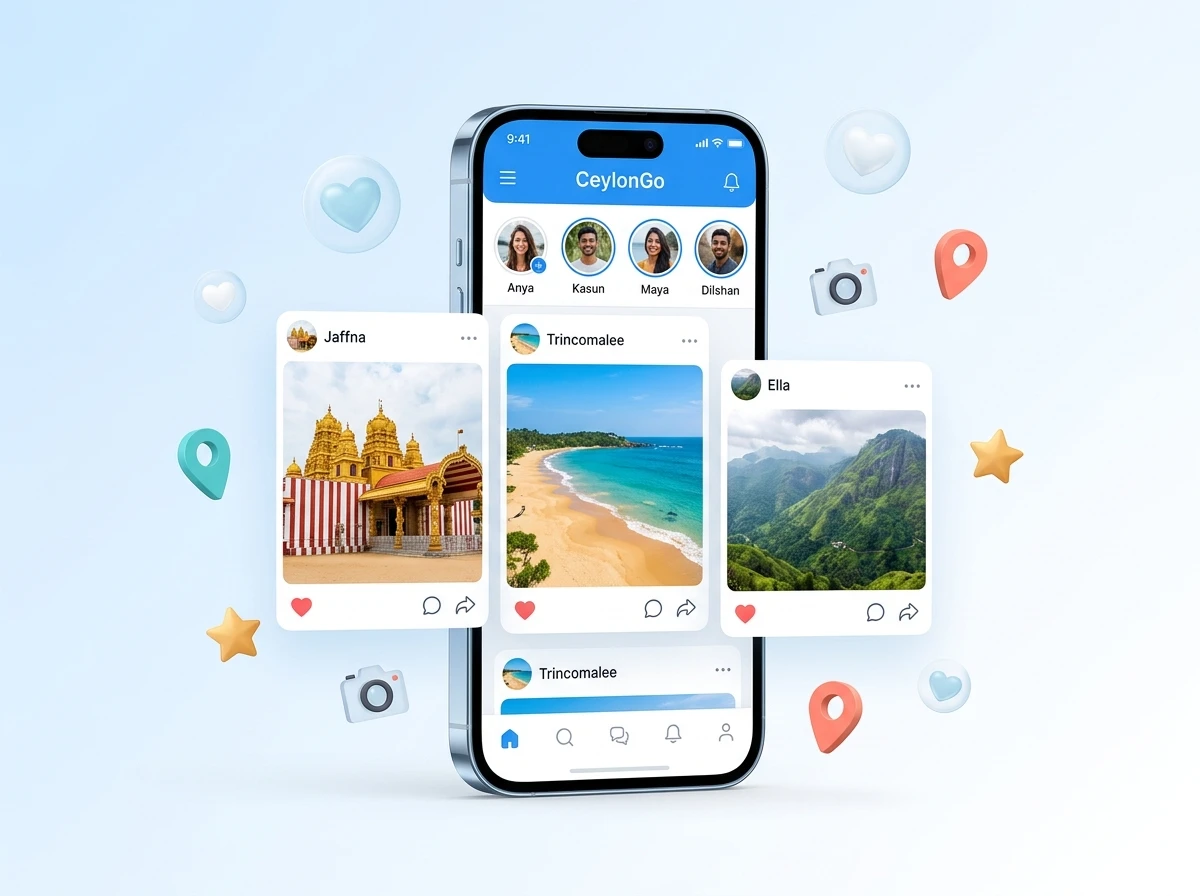 9:41
CeylonGo
Anya Kasun Maya Dilshan
Jaffna
Trincomalee
Ella
Trincomalee